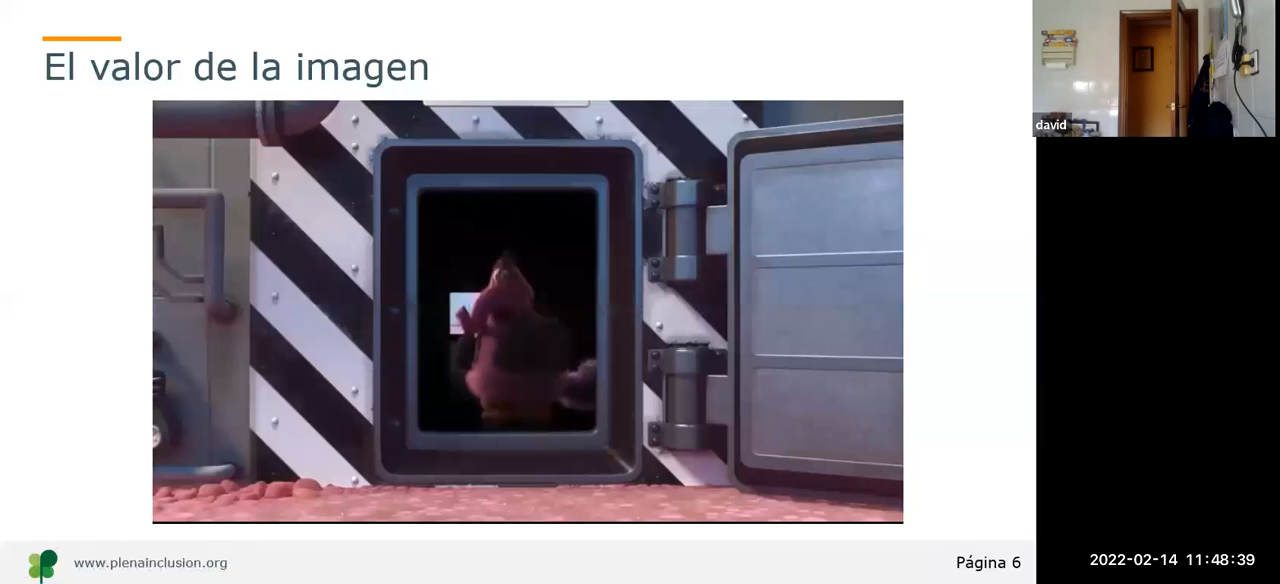 El valor de la imagen
david
www.plenainclusion.org
Página 6
2022-02-14 11:48:39